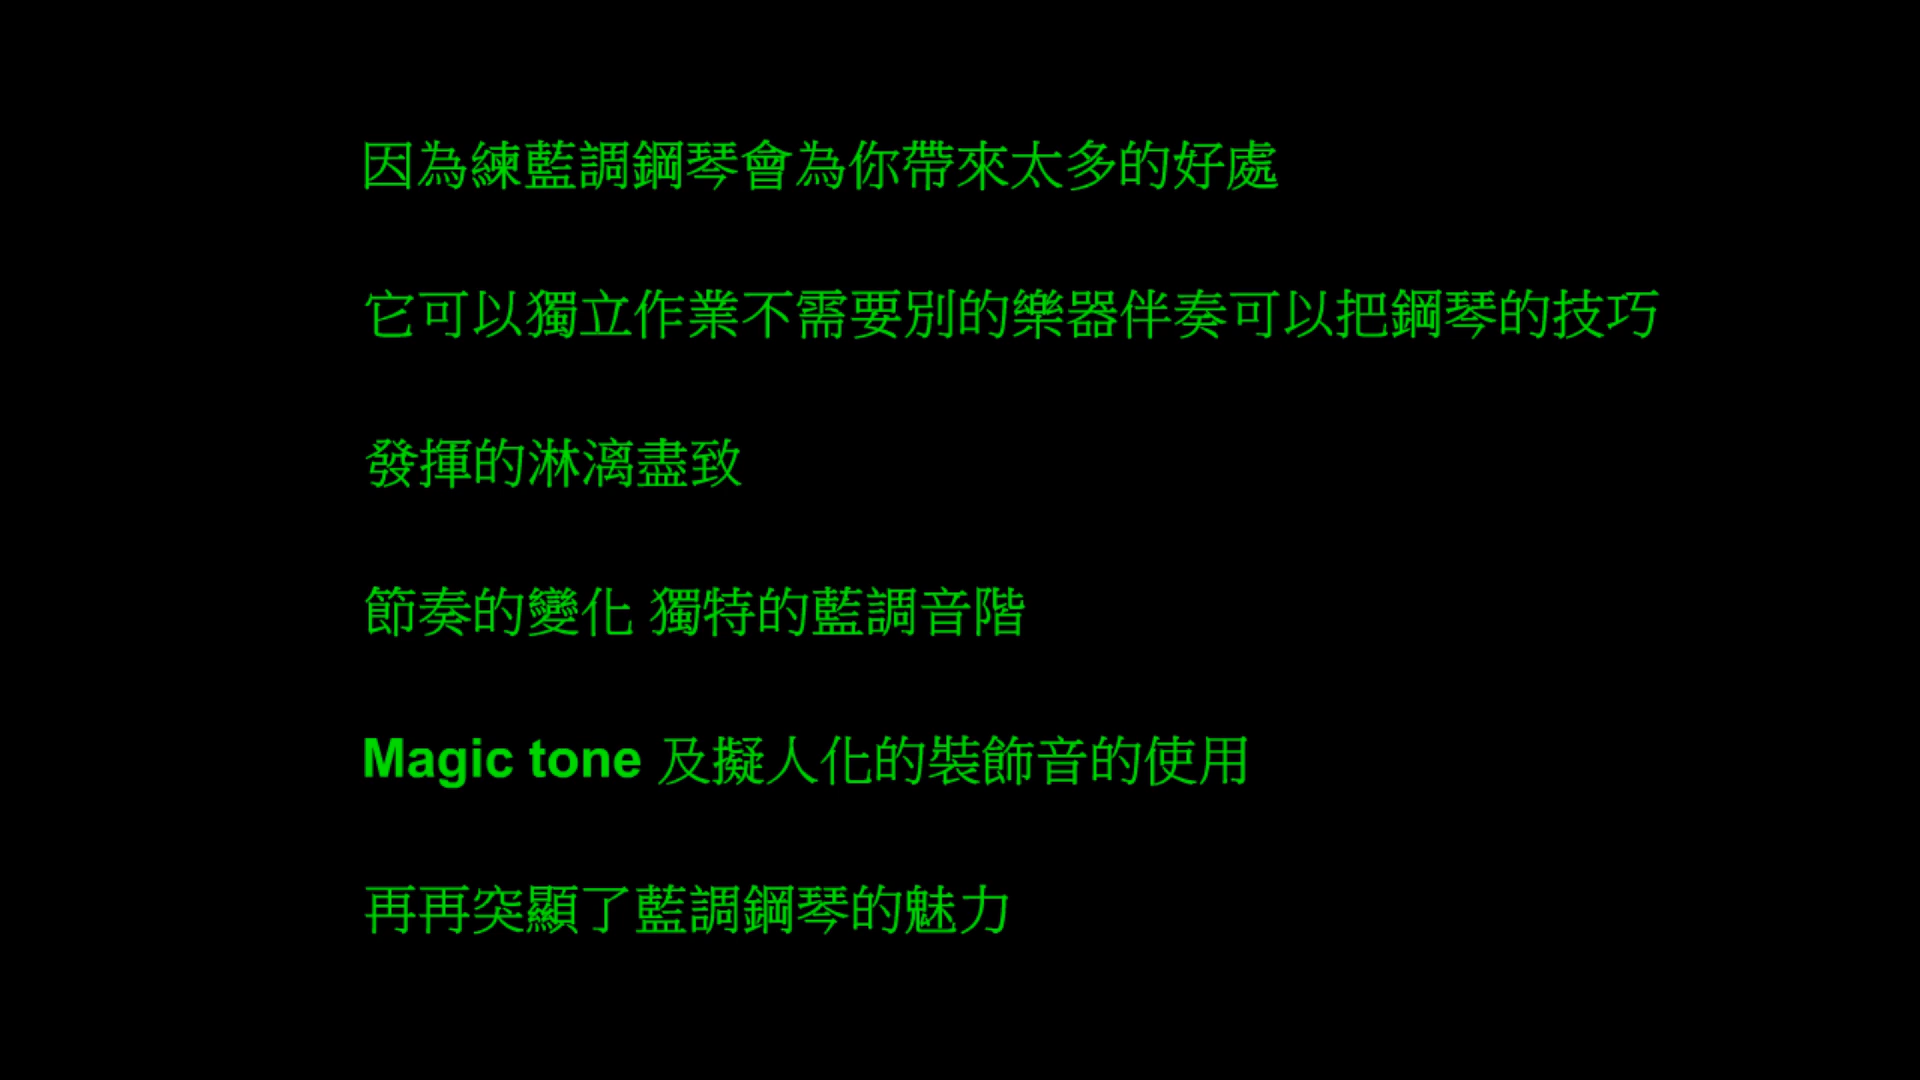 因為練藍調鋼琴會為你帶來太多的好處
它可以獨立作業不需要別的樂器伴奏可以把鋼琴的技巧
發揮的淋漓盡致
節奏的變化 獨特的藍調音階
Magic tone 及擬人化的裝飾音的使用
再再突顯了藍調鋼琴的魅力